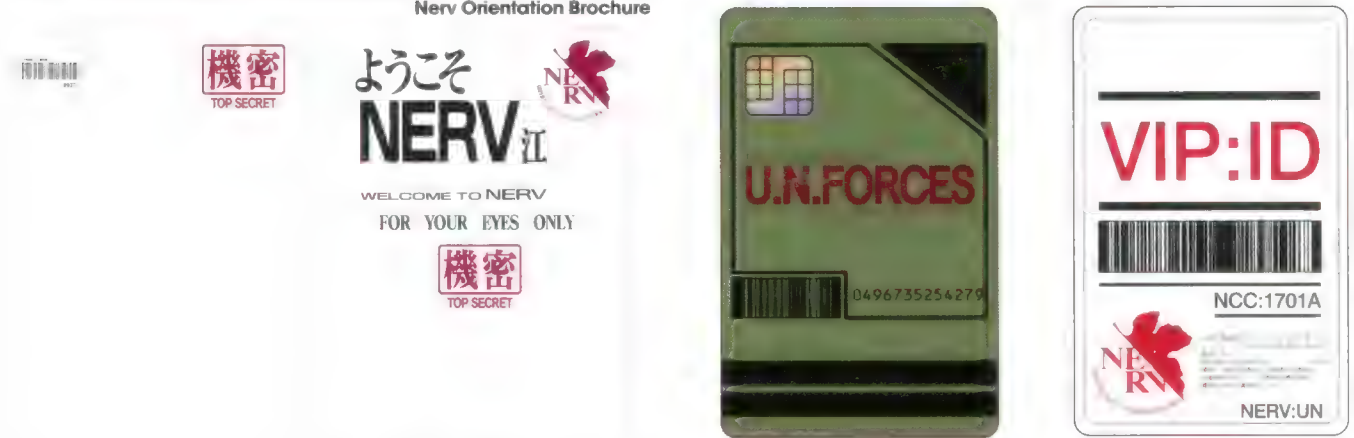 Nerv Orientation Brochure
機密
TOP SECRET
ようこそ
NERV江
NERV
WELCOME TO NERV
FOR YOUR EYES ONLY
機密
TOP SECRET
U.N.FORCES
0496735254279
VIP:ID
NCC:1701A
NERV
NERV:UN